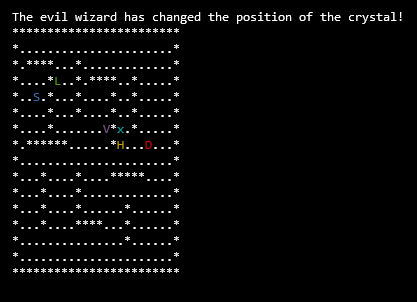 The evil wizard has changed the position of the crystal!
************************
*......................*
*.****...*.............*
*....*L..*.****..*.....*
*..S.*...*....*..*.....*
*....*...*....*..*.....*
*....*.......V*x.*.....*
*.******......*H...D...*
*......................*
*...*....*....*****....*
*...*....*.............*
*...*....*......*......*
*...*....****...*......*
*...............*......*
*......................*
************************